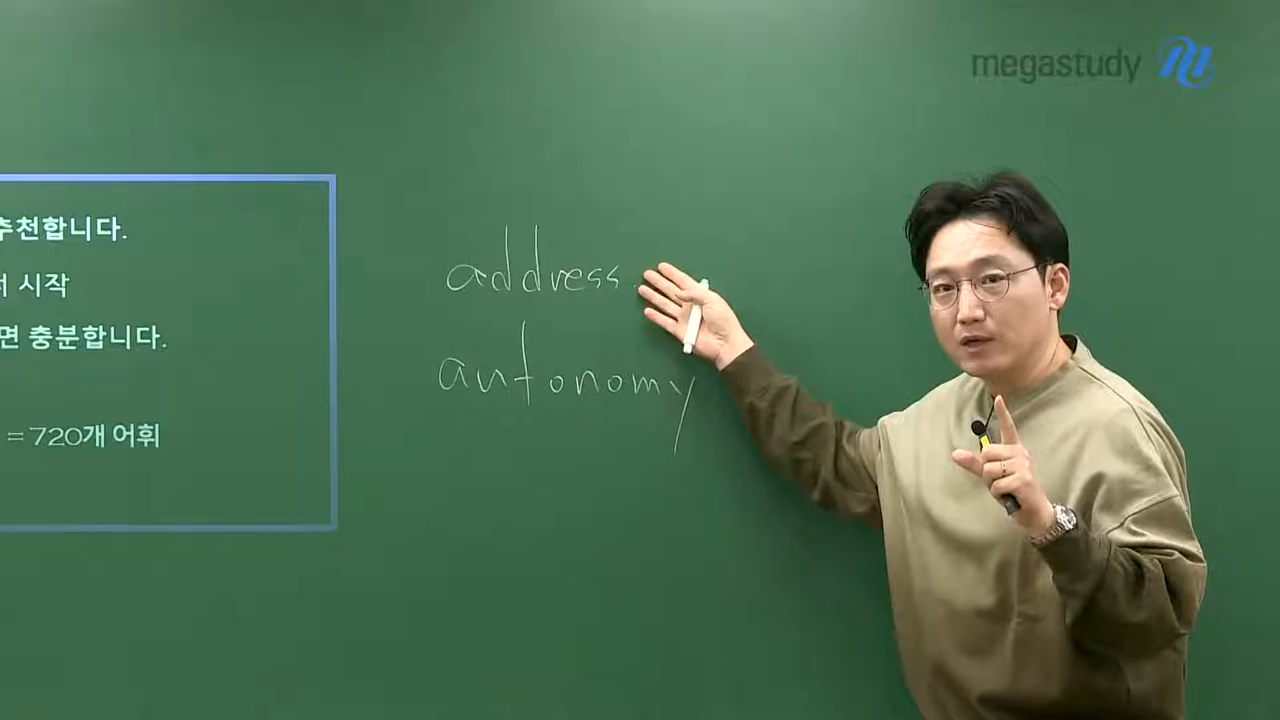 megastudy
추천합니다.
시작
면 충분합니다.
= 720개 어휘
address
autonomy